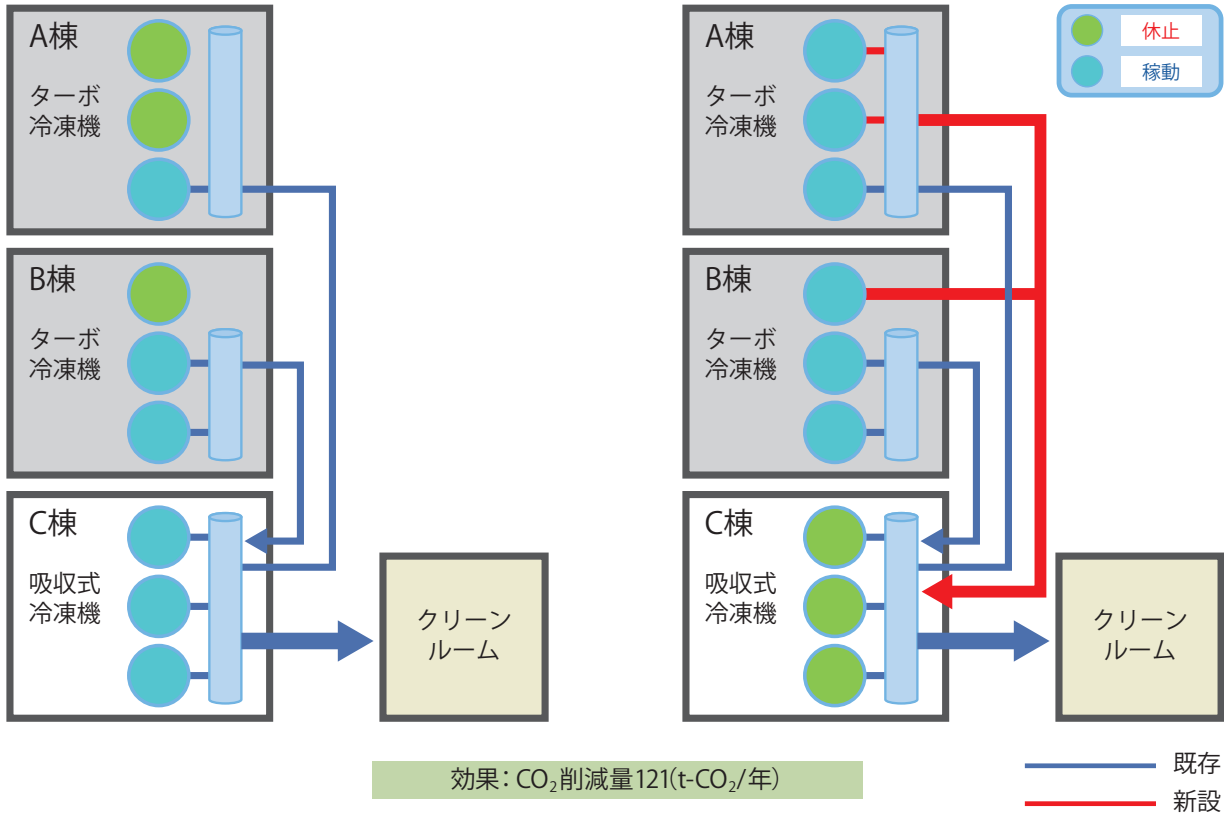 A棟
ターボ
冷凍機
B棟
ターボ
冷凍機
C棟
吸収式
冷凍機
クリーン
ルーム
A棟
ターボ
冷凍機
B棟
ターボ
冷凍機
C棟
吸収式
冷凍機
クリーン
ルーム
休止
稼動
効果：CO₂削減量121(t-CO₂/年)
既存
新設